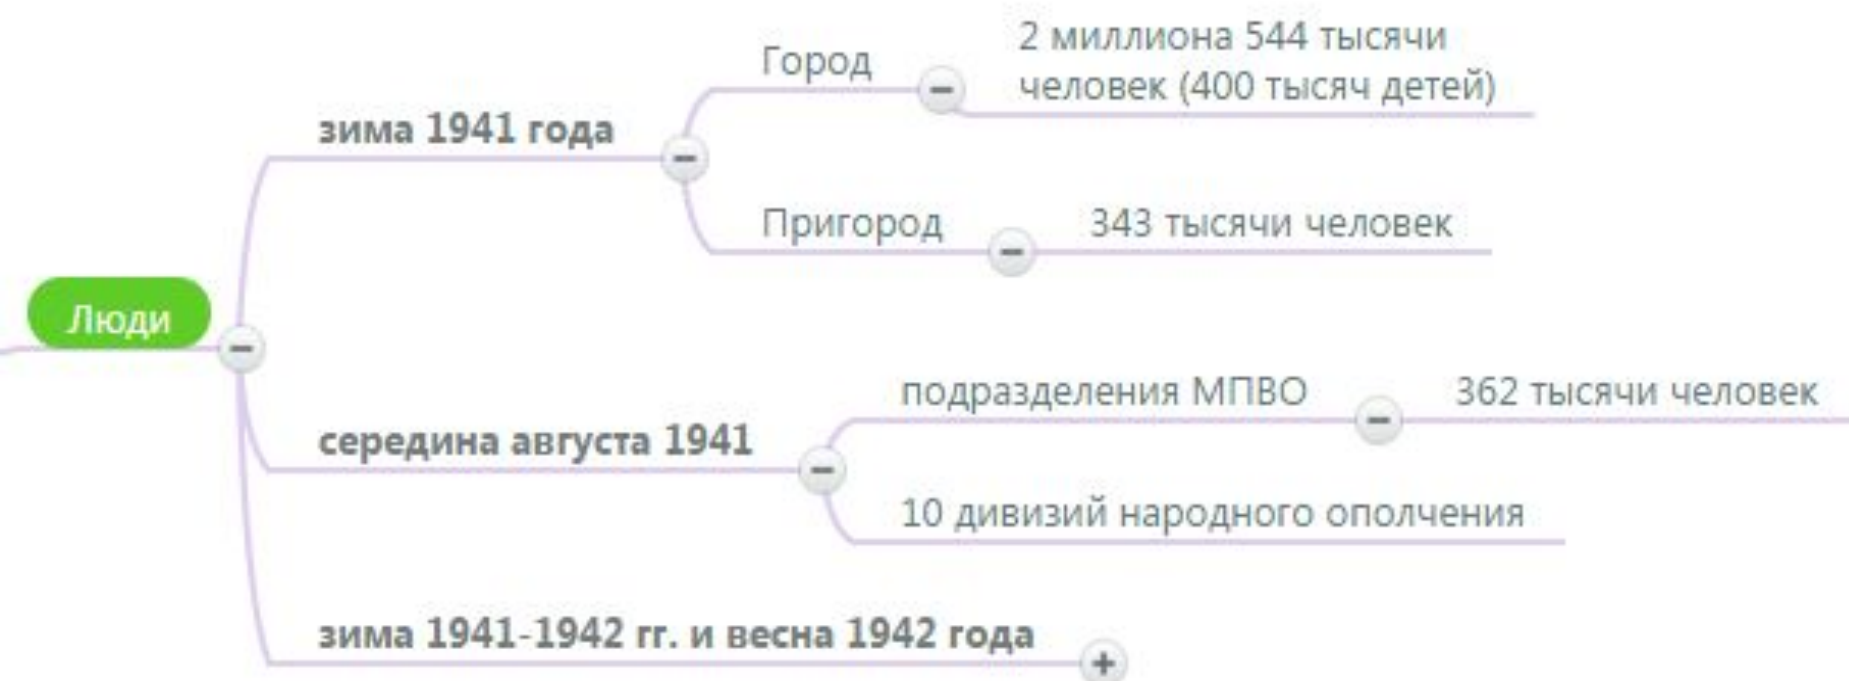 Люди
зима 1941 года
Город
2 миллиона 544 тысячи
человек (400 тысяч детей)
Пригород
343 тысячи человек
середина августа 1941
подразделения МПВО
362 тысячи человек
10 дивизий народного ополчения
зима 1941-1942 гг. и весна 1942 года